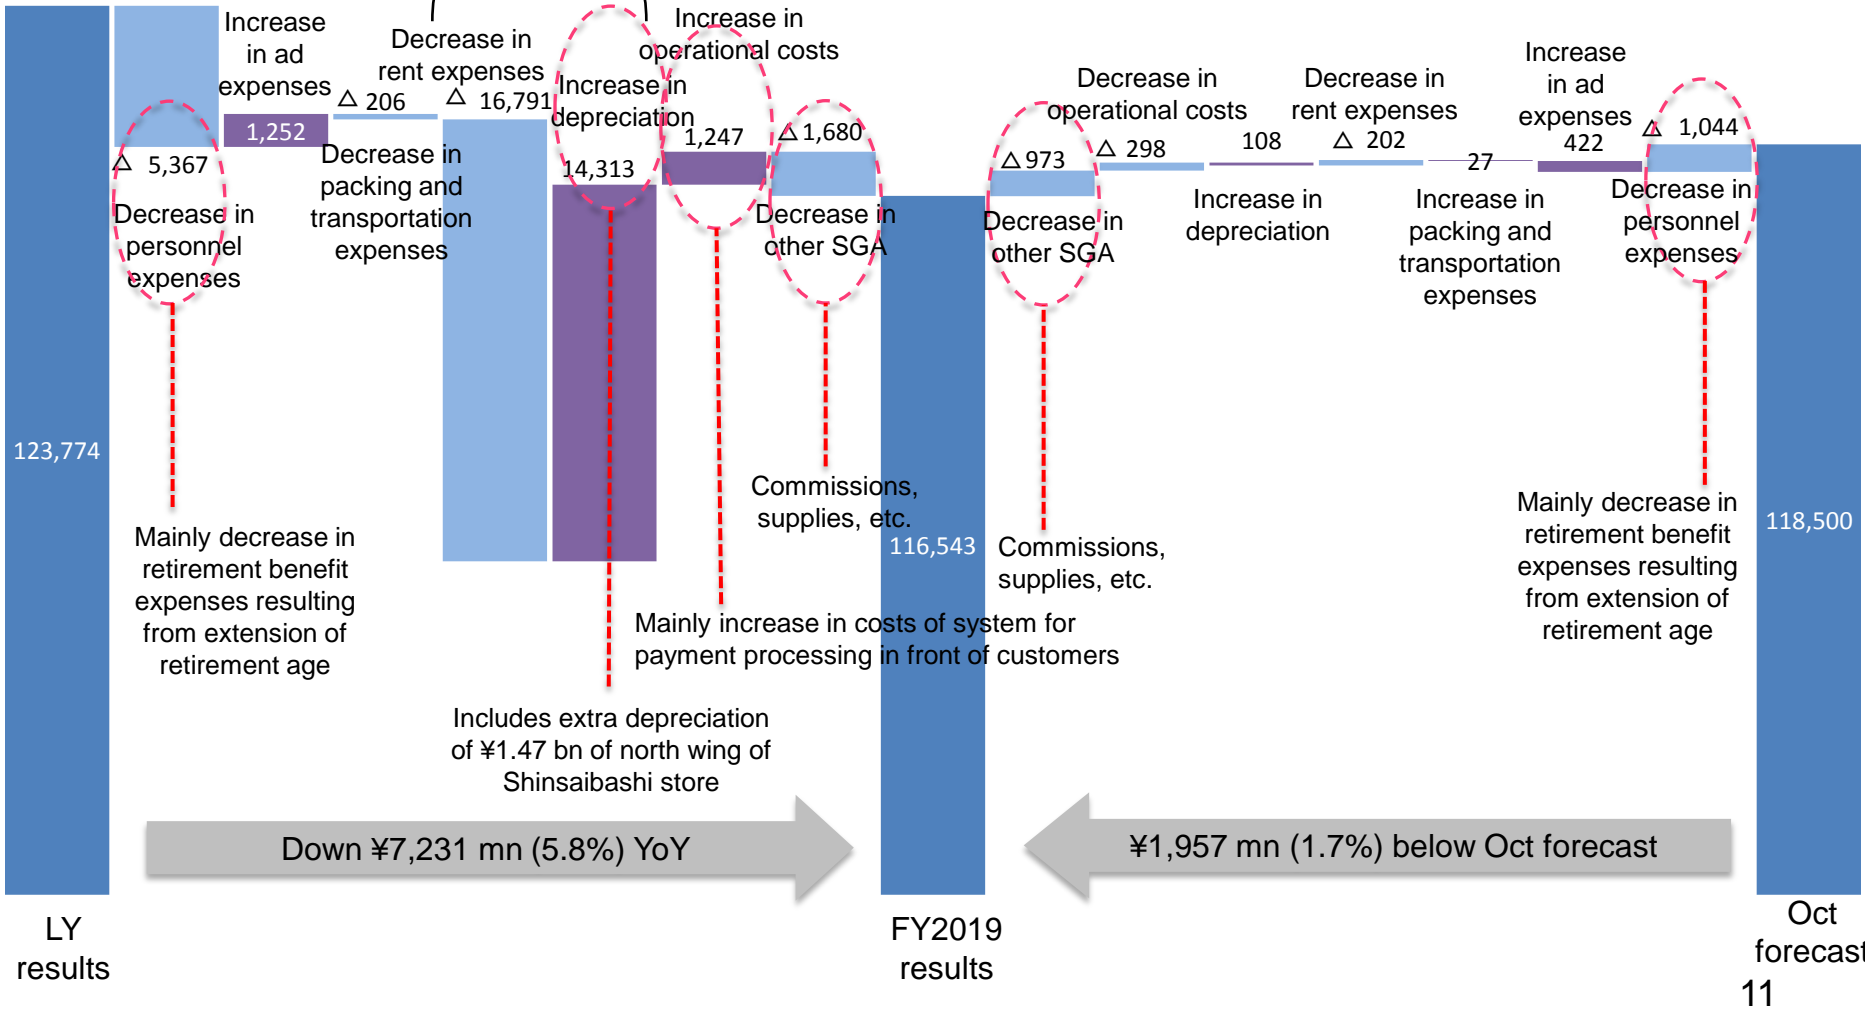 Increase
in ad
expenses
Decrease in
rent expenses
Increase in
operational costs
Increase in
depreciation
△ 206
△ 16,791
1,252
△ 5,367
Decrease in
personnel
expenses
Decrease in
packing and
transportation
expenses
14,313
1,247
△ 1,680
Decrease in
other SGA
△ 973
Decrease in
other SGA
Decrease in
operational costs
△ 298
108
Increase in
depreciation
Decrease in
rent expenses
△ 202
27
Increase in
packing and
transportation
expenses
Increase
in ad
expenses
422
△ 1,044
Decrease in
personnel
expenses
123,774
Mainly decrease in
retirement benefit
expenses resulting
from extension of
retirement age
Commissions,
supplies, etc.
116,543
Commissions,
supplies, etc.
Mainly decrease in
retirement benefit
expenses resulting
from extension of
retirement age
118,500
Mainly increase in costs of system for
payment processing in front of customers
Includes extra depreciation
of ¥1.47 bn of north wing of
Shinsaibashi store
Down ¥7,231 mn (5.8%) YoY
¥1,957 mn (1.7%) below Oct forecast
LY
results
FY2019
results
Oct
forecast
11